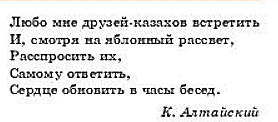 Любо мне друзей-казахов встретить
И, смотря на яблонный рассвет,
Расспросить их,
Самому ответить,
Сердце обновить в часы бесед.
К. Алтайский